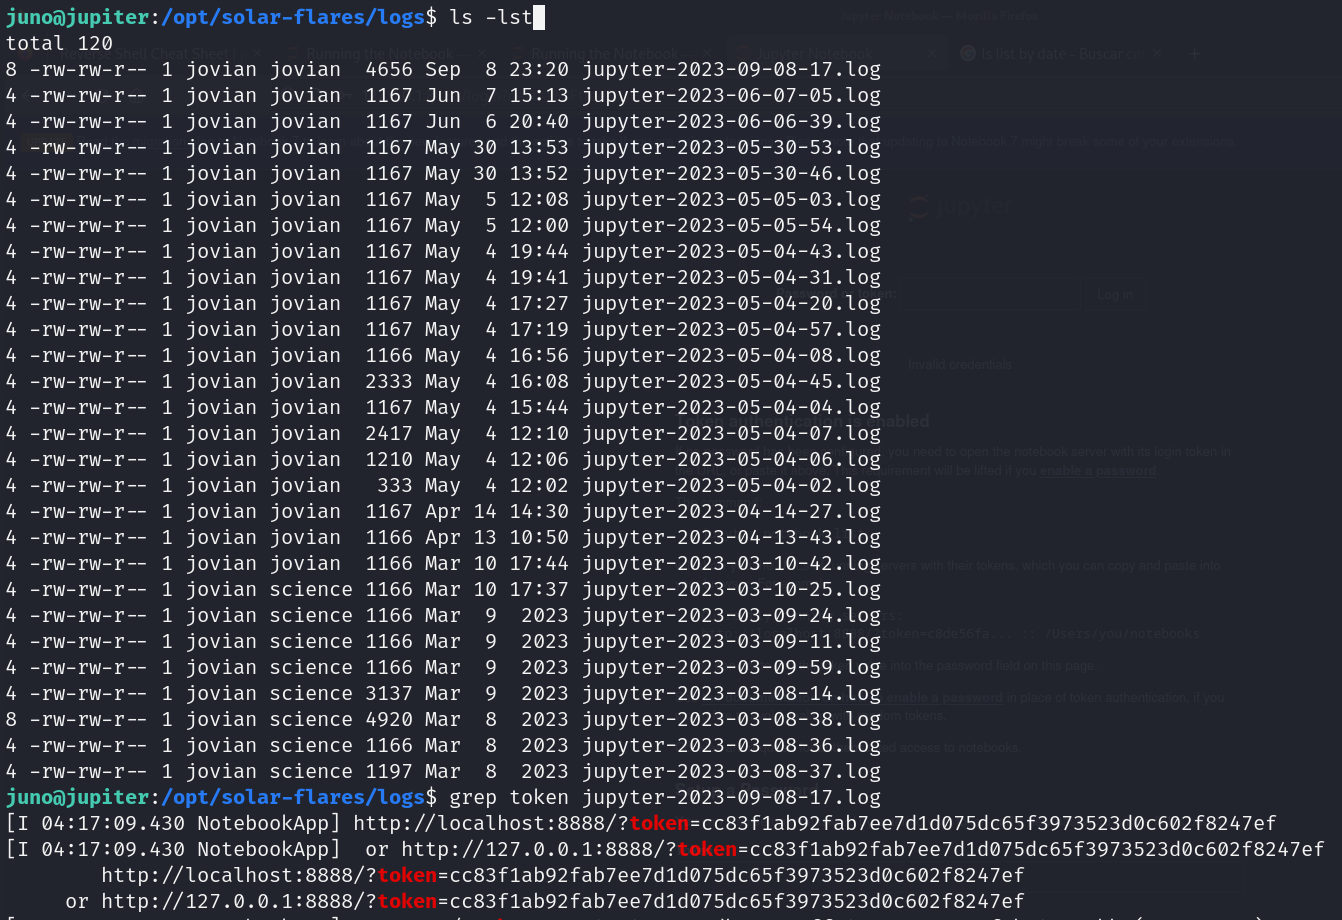 juno@jupiter:/opt/solar-flares/logs$ ls -lst
total 120
8 -rw-rw-r-- 1 jovian jovian  4656 Sep  8 23:20 jupyter-2023-09-08-17.log
4 -rw-rw-r-- 1 jovian jovian  1167 Jun  7 15:13 jupyter-2023-06-07-05.log
4 -rw-rw-r-- 1 jovian jovian  1167 Jun  6 20:40 jupyter-2023-06-06-39.log
4 -rw-rw-r-- 1 jovian jovian  1167 May 30 13:53 jupyter-2023-05-30-53.log
4 -rw-rw-r-- 1 jovian jovian  1167 May 30 13:52 jupyter-2023-05-30-46.log
4 -rw-rw-r-- 1 jovian jovian  1167 May  5 12:08 jupyter-2023-05-05-03.log
4 -rw-rw-r-- 1 jovian jovian  1167 May  5 12:00 jupyter-2023-05-05-54.log
4 -rw-rw-r-- 1 jovian jovian  1167 May  4 19:44 jupyter-2023-05-04-43.log
4 -rw-rw-r-- 1 jovian jovian  1167 May  4 19:41 jupyter-2023-05-04-31.log
4 -rw-rw-r-- 1 jovian jovian  1167 May  4 17:27 jupyter-2023-05-04-20.log
4 -rw-rw-r-- 1 jovian jovian  1167 May  4 17:19 jupyter-2023-05-04-57.log
4 -rw-rw-r-- 1 jovian jovian  1166 May  4 16:56 jupyter-2023-05-04-08.log
4 -rw-rw-r-- 1 jovian jovian  2333 May  4 16:08 jupyter-2023-05-04-45.log
4 -rw-rw-r-- 1 jovian jovian  1167 May  4 15:44 jupyter-2023-05-04-04.log
4 -rw-rw-r-- 1 jovian jovian  2417 May  4 12:10 jupyter-2023-05-04-07.log
4 -rw-rw-r-- 1 jovian jovian  1210 May  4 12:06 jupyter-2023-05-04-06.log
4 -rw-rw-r-- 1 jovian jovian   333 May  4 12:02 jupyter-2023-05-04-02.log
4 -rw-rw-r-- 1 jovian jovian  1167 Apr 14 14:30 jupyter-2023-04-14-27.log
4 -rw-rw-r-- 1 jovian jovian  1166 Apr 13 10:50 jupyter-2023-04-13-43.log
4 -rw-rw-r-- 1 jovian jovian  1166 Mar 10 17:44 jupyter-2023-03-10-42.log
4 -rw-rw-r-- 1 jovian science 1166 Mar 10 17:37 jupyter-2023-03-10-25.log
4 -rw-rw-r-- 1 jovian science 1166 Mar  9  2023 jupyter-2023-03-09-24.log
4 -rw-rw-r-- 1 jovian science 1166 Mar  9  2023 jupyter-2023-03-09-11.log
4 -rw-rw-r-- 1 jovian science 1166 Mar  9  2023 jupyter-2023-03-09-59.log
4 -rw-rw-r-- 1 jovian science 3137 Mar  9  2023 jupyter-2023-03-08-14.log
8 -rw-rw-r-- 1 jovian science 4920 Mar  8  2023 jupyter-2023-03-08-38.log
4 -rw-rw-r-- 1 jovian science 1166 Mar  8  2023 jupyter-2023-03-08-36.log
4 -rw-rw-r-- 1 jovian science 1197 Mar  8  2023 jupyter-2023-03-08-37.log
juno@jupiter:/opt/solar-flares/logs$ grep token jupyter-2023-09-08-17.log
[I 04:17:09.430 NotebookApp] http://localhost:8888/?token=cc83f1ab92fab7ee7d1d075dc65f3973523d0c602f8247ef
[I 04:17:09.430 NotebookApp]  or http://127.0.0.1:8888/?token=cc83f1ab92fab7ee7d1d075dc65f3973523d0c602f8247ef
        http://localhost:8888/?token=cc83f1ab92fab7ee7d1d075dc65f3973523d0c602f8247ef
     or http://127.0.0.1:8888/?token=cc83f1ab92fab7ee7d1d075dc65f3973523d0c602f8247ef